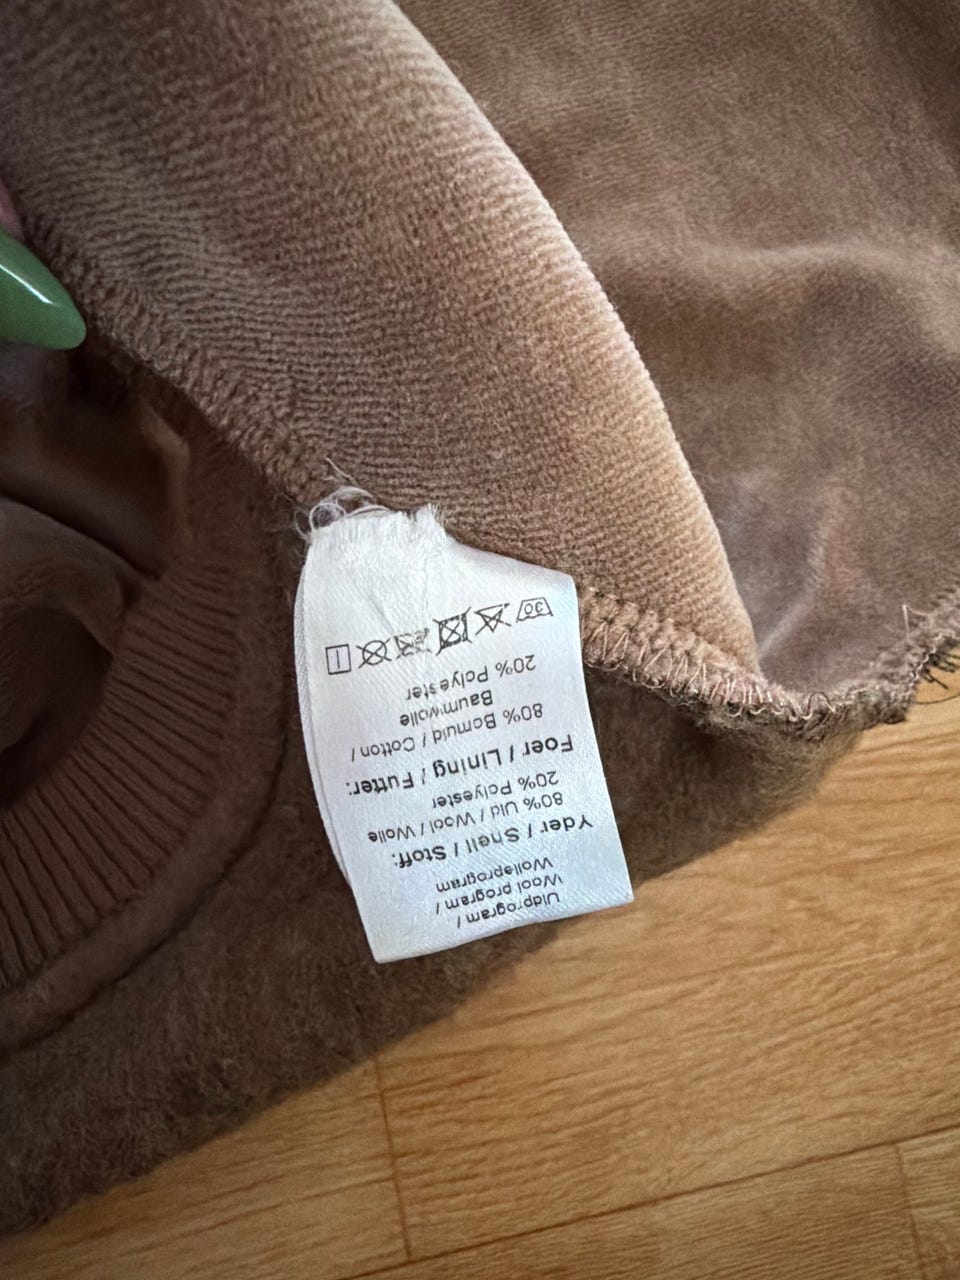 Uldprogram /
Wool program /
Wolleprogram
Yder / Shell / Stoff:
80% Uld / Wool / Wolle
20% Polyester
Foer / Lining / Futter:
80% Bomuld / Cotton /
Baumwolle
20% Polyester
30